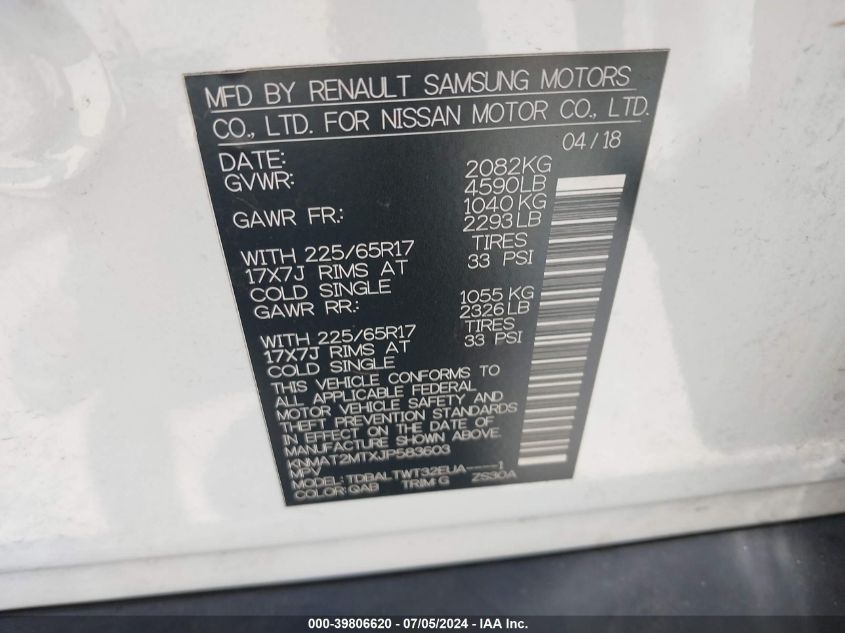 MFD BY RENAULT SAMSUNG MOTORS
CO., LTD. FOR NISSAN MOTOR CO., LTD.
DATE: 04/18
GVWR: 2082KG
4590LB
GAWR FR.: 1040KG
2293LB
WITH 225/65R17 TIRES
17X7J RIMS AT 33 PSI
COLD SINGLE
GAWR RR.: 1055KG
2326LB
WITH 225/65R17 TIRES
17X7J RIMS AT 33 PSI
COLD SINGLE
THIS VEHICLE CONFORMS TO
ALL APPLICABLE FEDERAL
MOTOR VEHICLE SAFETY AND
THEFT PREVENTION STANDARDS
IN EFFECT ON THE DATE OF
MANUFACTURE SHOWN ABOVE.
KNMAT2MTXJP583603
MPV
MODEL: TDBALTWT32EUA----1
COLOR: QAB TRIM: G ZS30A
000-39806620 - 07/05/2024 - IAA Inc.